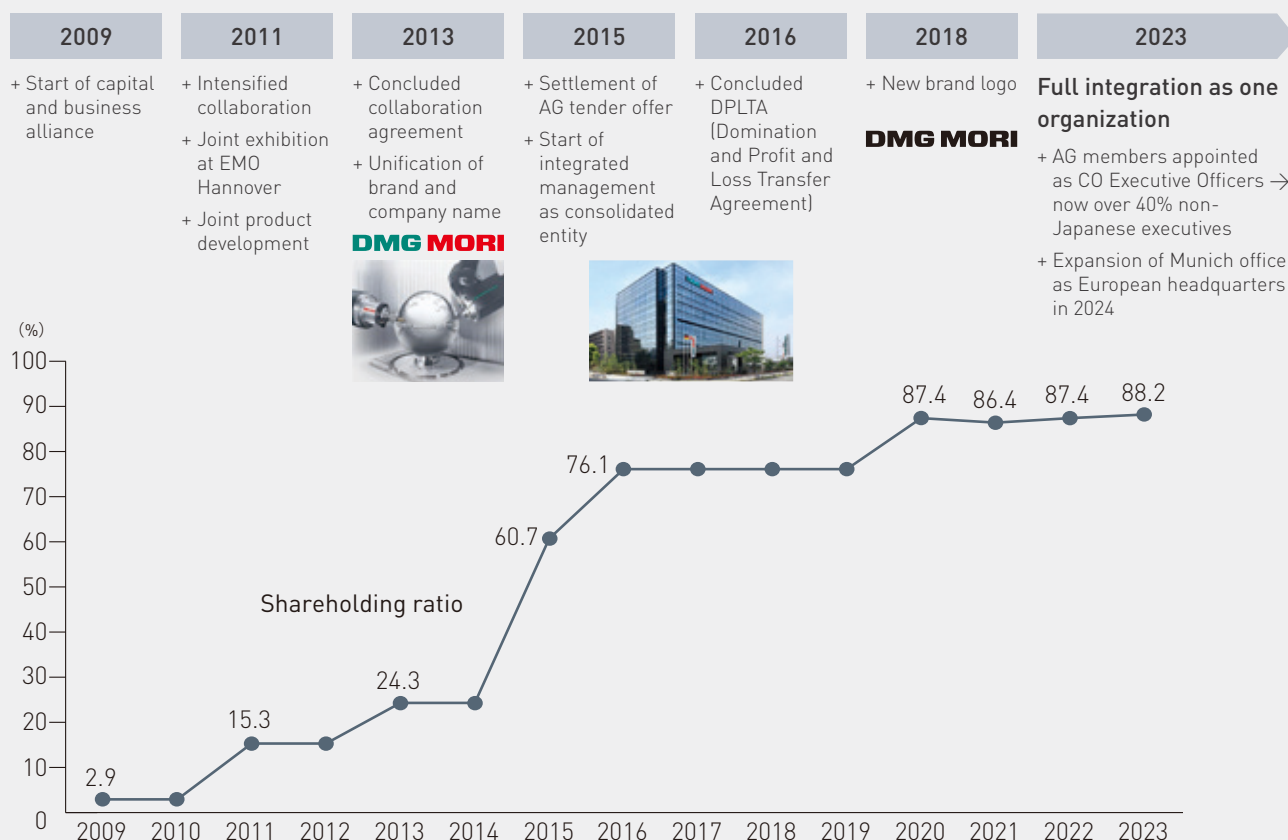 2009
+ Start of capital
and business
alliance
2011
+ Intensified
collaboration
+ Joint exhibition
at EMO
Hannover
+ Joint product
development
2013
+ Concluded
collaboration
agreement
+ Unification of
brand and
company name
DMG MORI
2015
+ Settlement of
AG tender offer
+ Start of
integrated
management
as consolidated
entity
2016
+ Concluded
DPLTA
(Domination
and Profit and
Loss Transfer
Agreement)
2018
+ New brand logo
DMG MORI
2023
Full integration as one
organization
+ AG members appointed
as CO Executive Officers →
now over 40% non-
Japanese executives
+ Expansion of Munich office
as European headquarters
in 2024
(%)
100
90
80
70
60
50
40
30
20
10
0
Shareholding ratio
2.9
15.3
24.3
60.7
76.1
87.4
86.4
87.4
88.2
2009 2010 2011 2012 2013 2014 2015 2016 2017 2018 2019 2020 2021 2022 2023